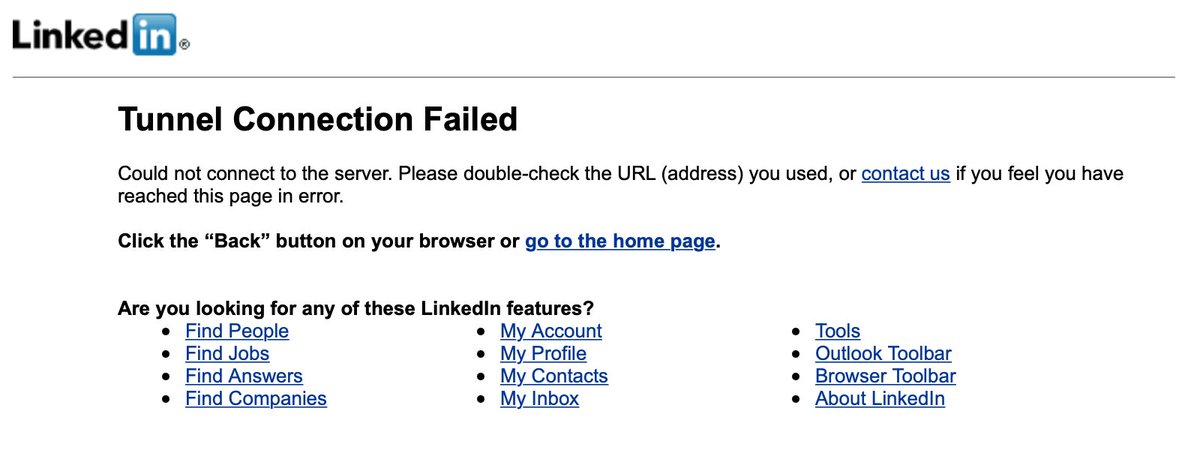 Linked in®
Tunnel Connection Failed
Could not connect to the server. Please double-check the URL (address) you used, or contact us if you feel you have
reached this page in error.
Click the “Back” button on your browser or go to the home page.
Are you looking for any of these LinkedIn features?
• Find People
• Find Jobs
• Find Answers
• Find Companies
• My Account
• My Profile
• My Contacts
• My Inbox
• Tools
• Outlook Toolbar
• Browser Toolbar
• About LinkedIn